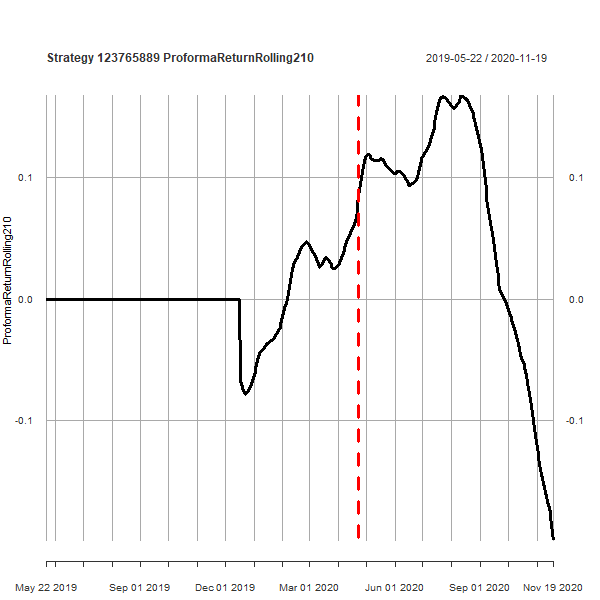 Strategy 123765889 ProformaReturnRolling210
2019-05-22 / 2020-11-19
ProformaReturnRolling210
0.1
0.0
-0.1
0.1
0.0
-0.1
May 22 2019 Sep 01 2019 Dec 01 2019 Mar 01 2020 Jun 01 2020 Sep 01 2020 Nov 19 2020